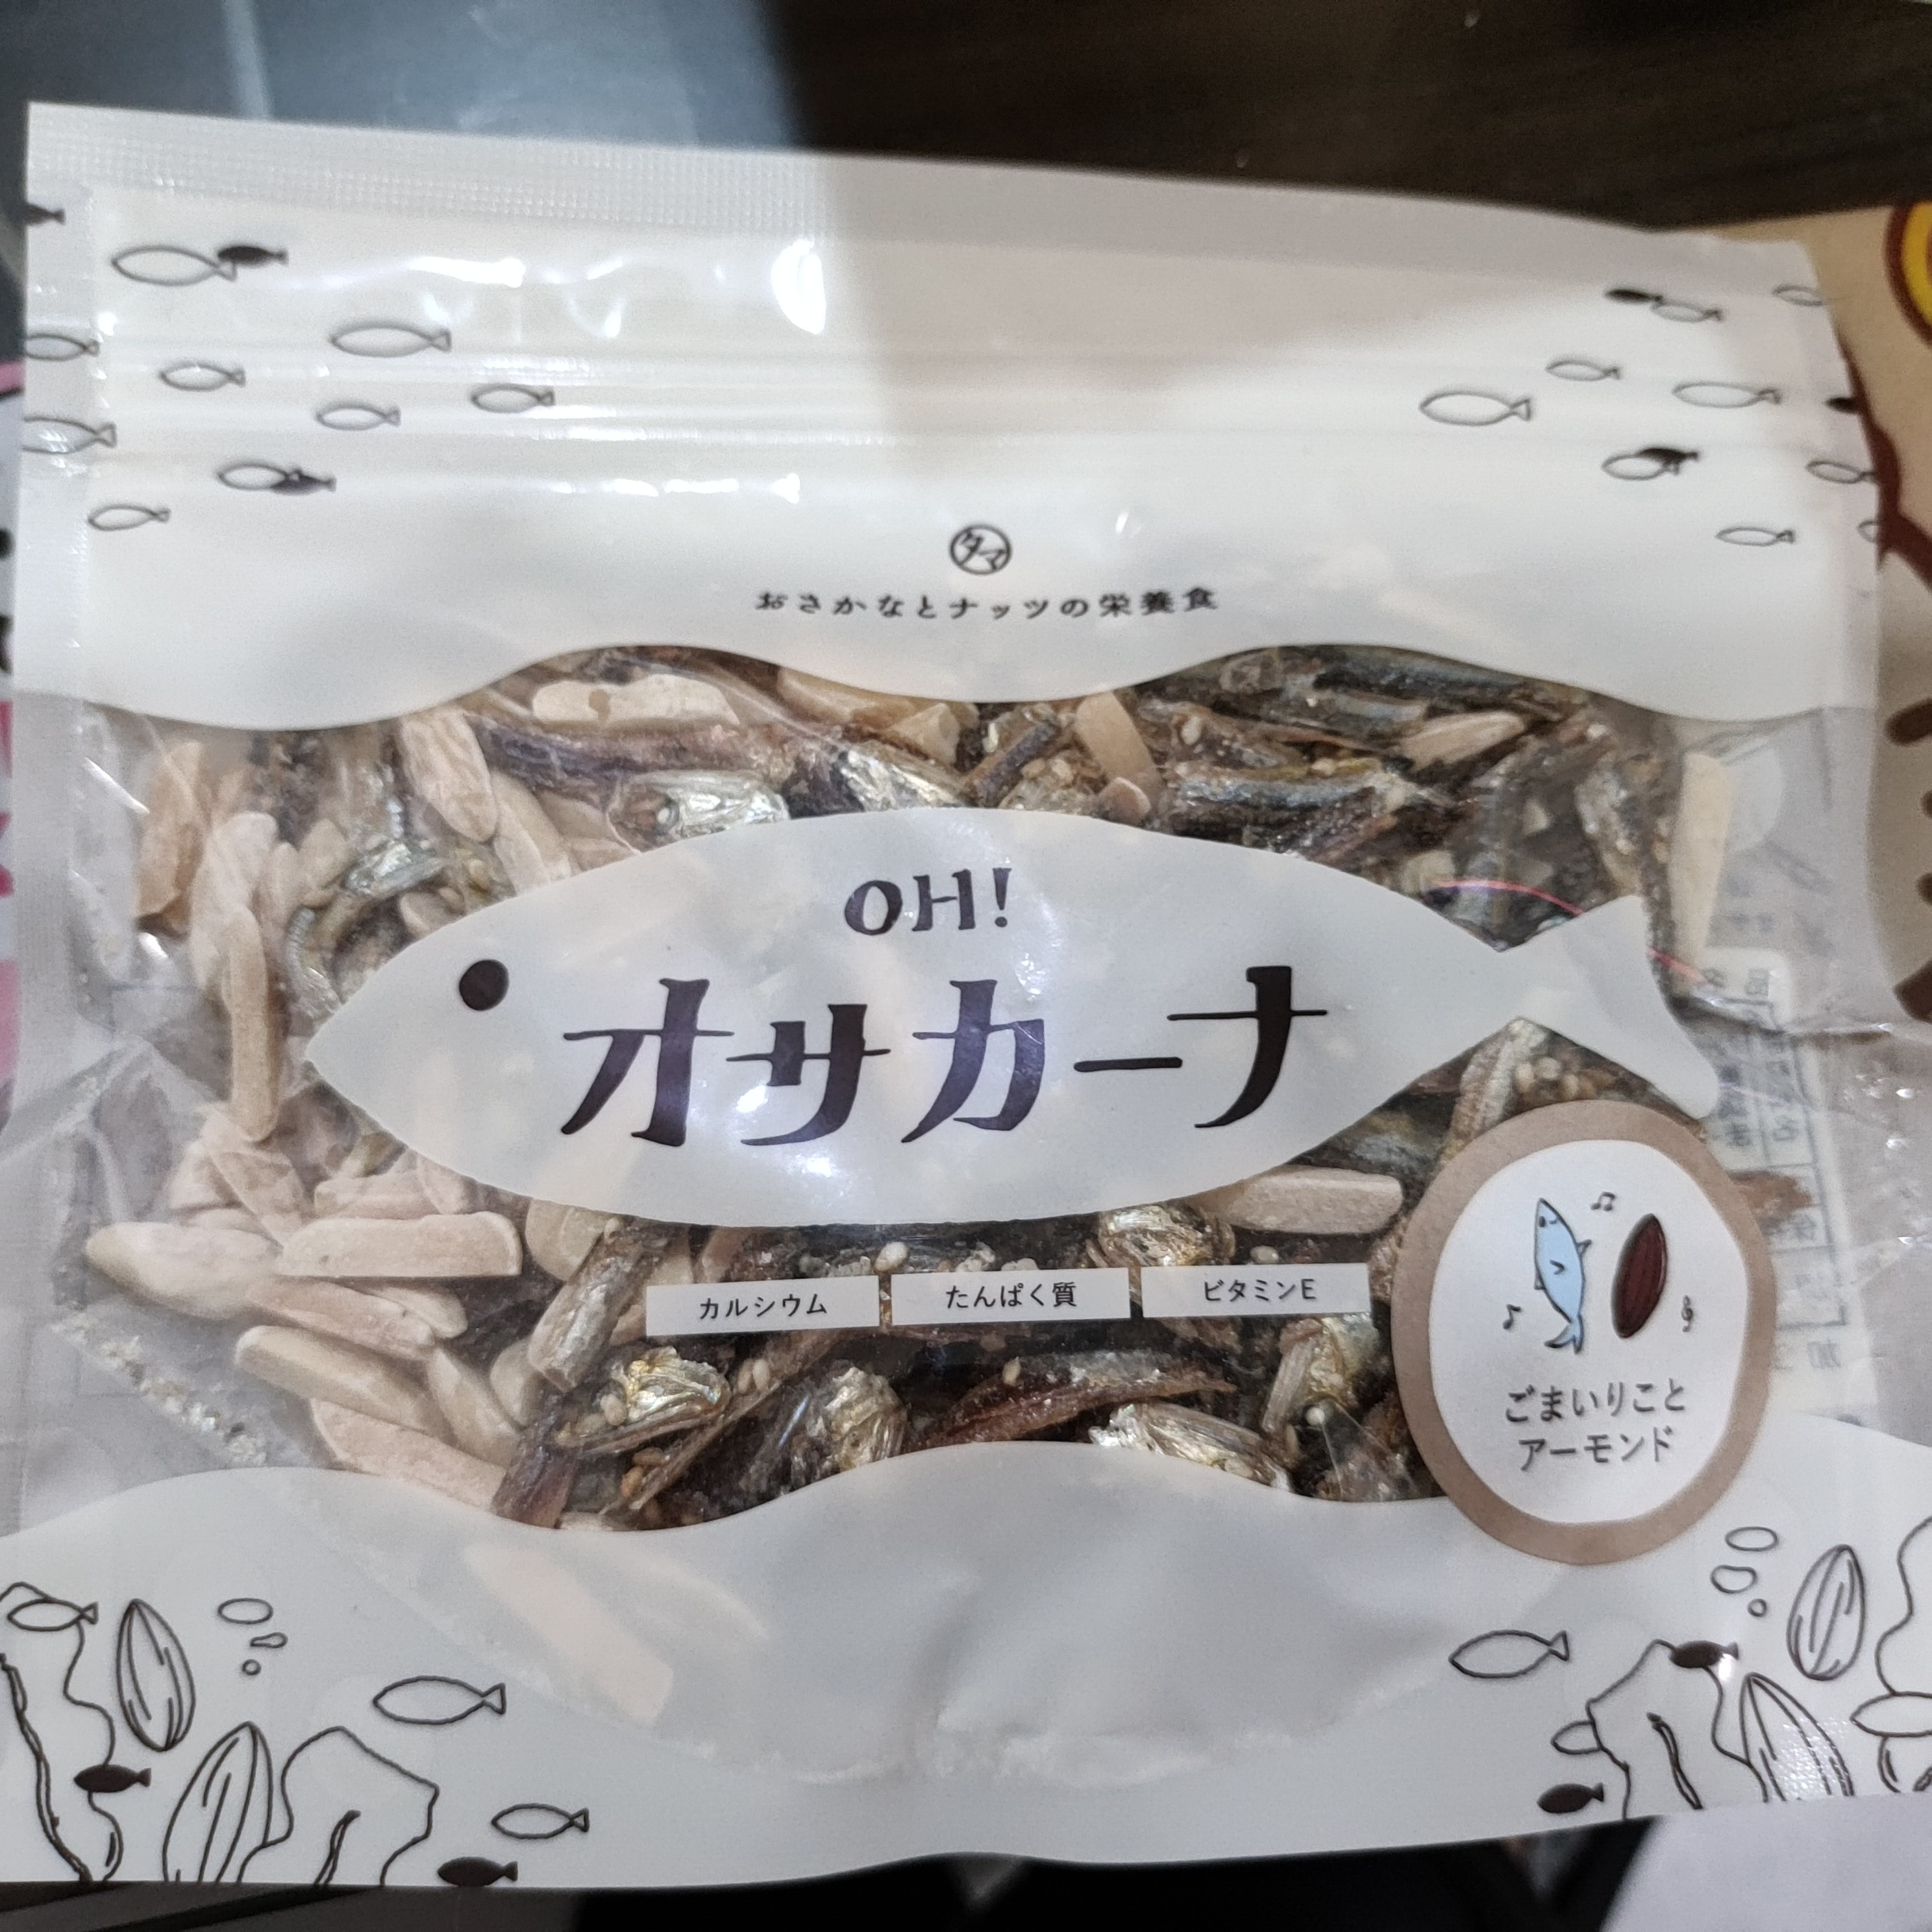 タマ
おさかなとナッツの栄養食
OH!
オサカーナ
カルシウム
たんぱく質
ビタミンE
ごまいりこと
アーモンド